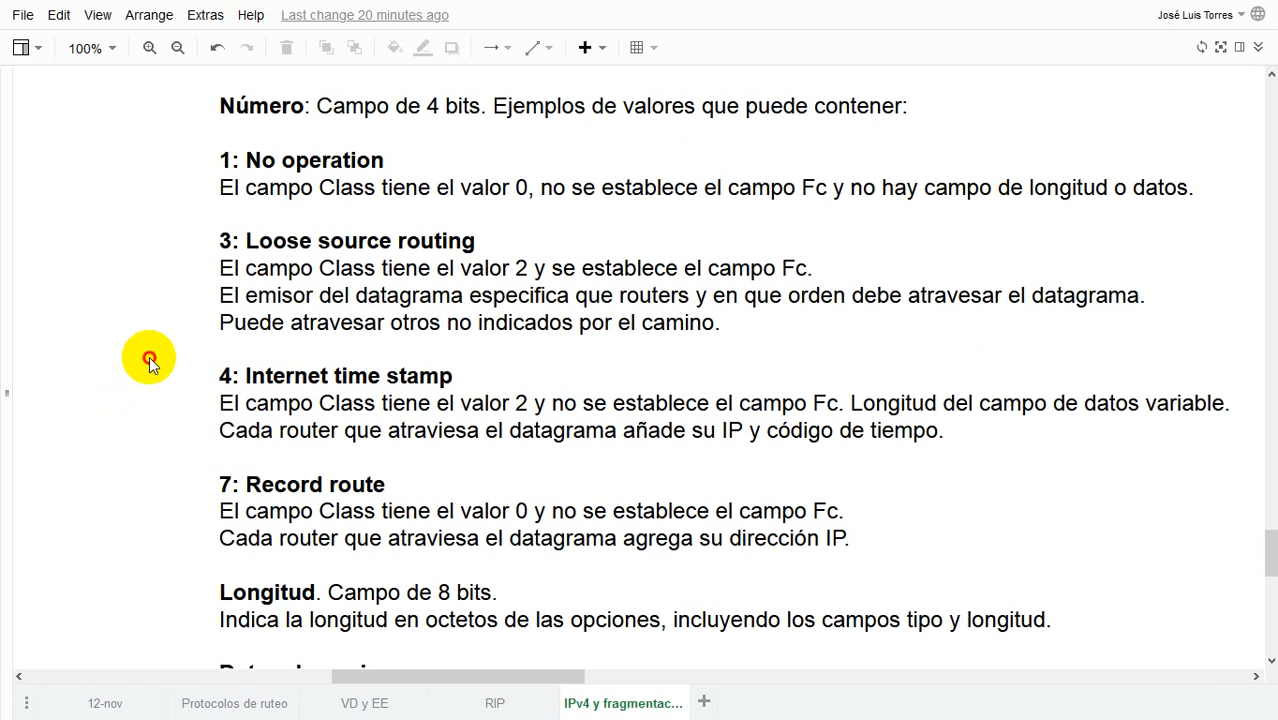 File Edit View Arrange Extras Help Last change 20 minutes ago José Luis Torres
100%
Número: Campo de 4 bits. Ejemplos de valores que puede contener:
1: No operation
El campo Class tiene el valor 0, no se establece el campo Fc y no hay campo de longitud o datos.
3: Loose source routing
El campo Class tiene el valor 2 y se establece el campo Fc.
El emisor del datagrama especifica que routers y en que orden debe atravesar el datagrama.
Puede atravesar otros no indicados por el camino.
4: Internet time stamp
El campo Class tiene el valor 2 y no se establece el campo Fc. Longitud del campo de datos variable.
Cada router que atraviesa el datagrama añade su IP y código de tiempo.
7: Record route
El campo Class tiene el valor 0 y no se establece el campo Fc.
Cada router que atraviesa el datagrama agrega su dirección IP.
Longitud. Campo de 8 bits.
Indica la longitud en octetos de las opciones, incluyendo los campos tipo y longitud.
12-nov Protocolos de ruteo VD y EE RIP IPv4 y fragmentac...